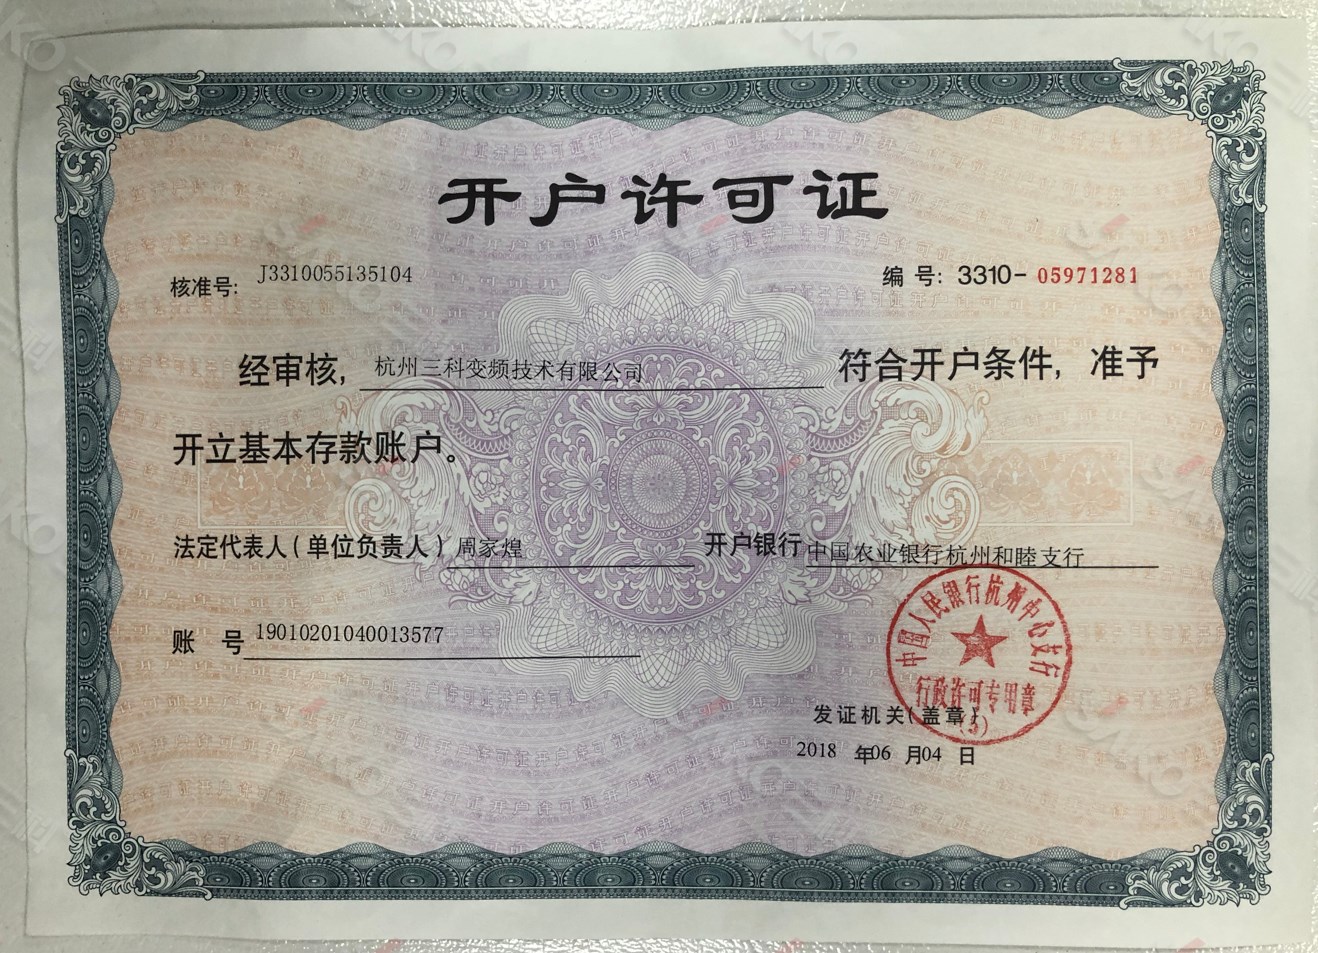 开户许可证
核准号: J3310055135104
编 号: 3310- 05971281
经审核, 杭州三科变频技术有限公司 符合开户条件, 准予
开立基本存款账户。
法定代表人(单位负责人) 周家煌 开户银行 中国农业银行杭州和睦支行
账 号 19010201040013577
中国人民银行杭州中心支行
行政许可专用章
(3)
发证机关(盖章)
2018 年06 月04 日